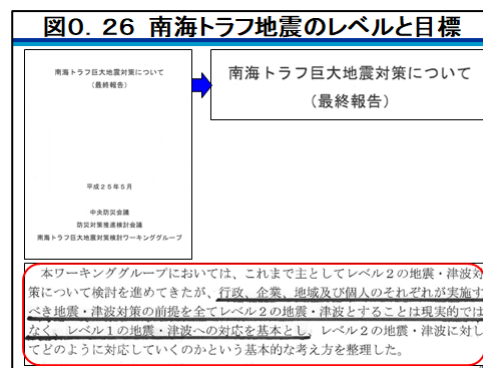 図0.26 南海トラフ地震のレベルと目標
南海トラフ巨大地震対策について
（最終報告）
平成25年5月
中央防災会議
防災対策推進検討会議
南海トラフ巨大地震対策検討ワーキンググループ
南海トラフ巨大地震対策について
（最終報告）
本ワーキンググループにおいては、これまで主としてレベル2の地震・津波対
策について検討を進めてきたが、行政、企業、地域及び個人のそれぞれが実施す
べき地震・津波対策の前提を全てレベル2の地震・津波とすることは現実的では
なく、レベル1の地震・津波への対応を基本とし、レベル2の地震・津波に対し
てどのように対応していくのかという基本的な考え方を整理した。